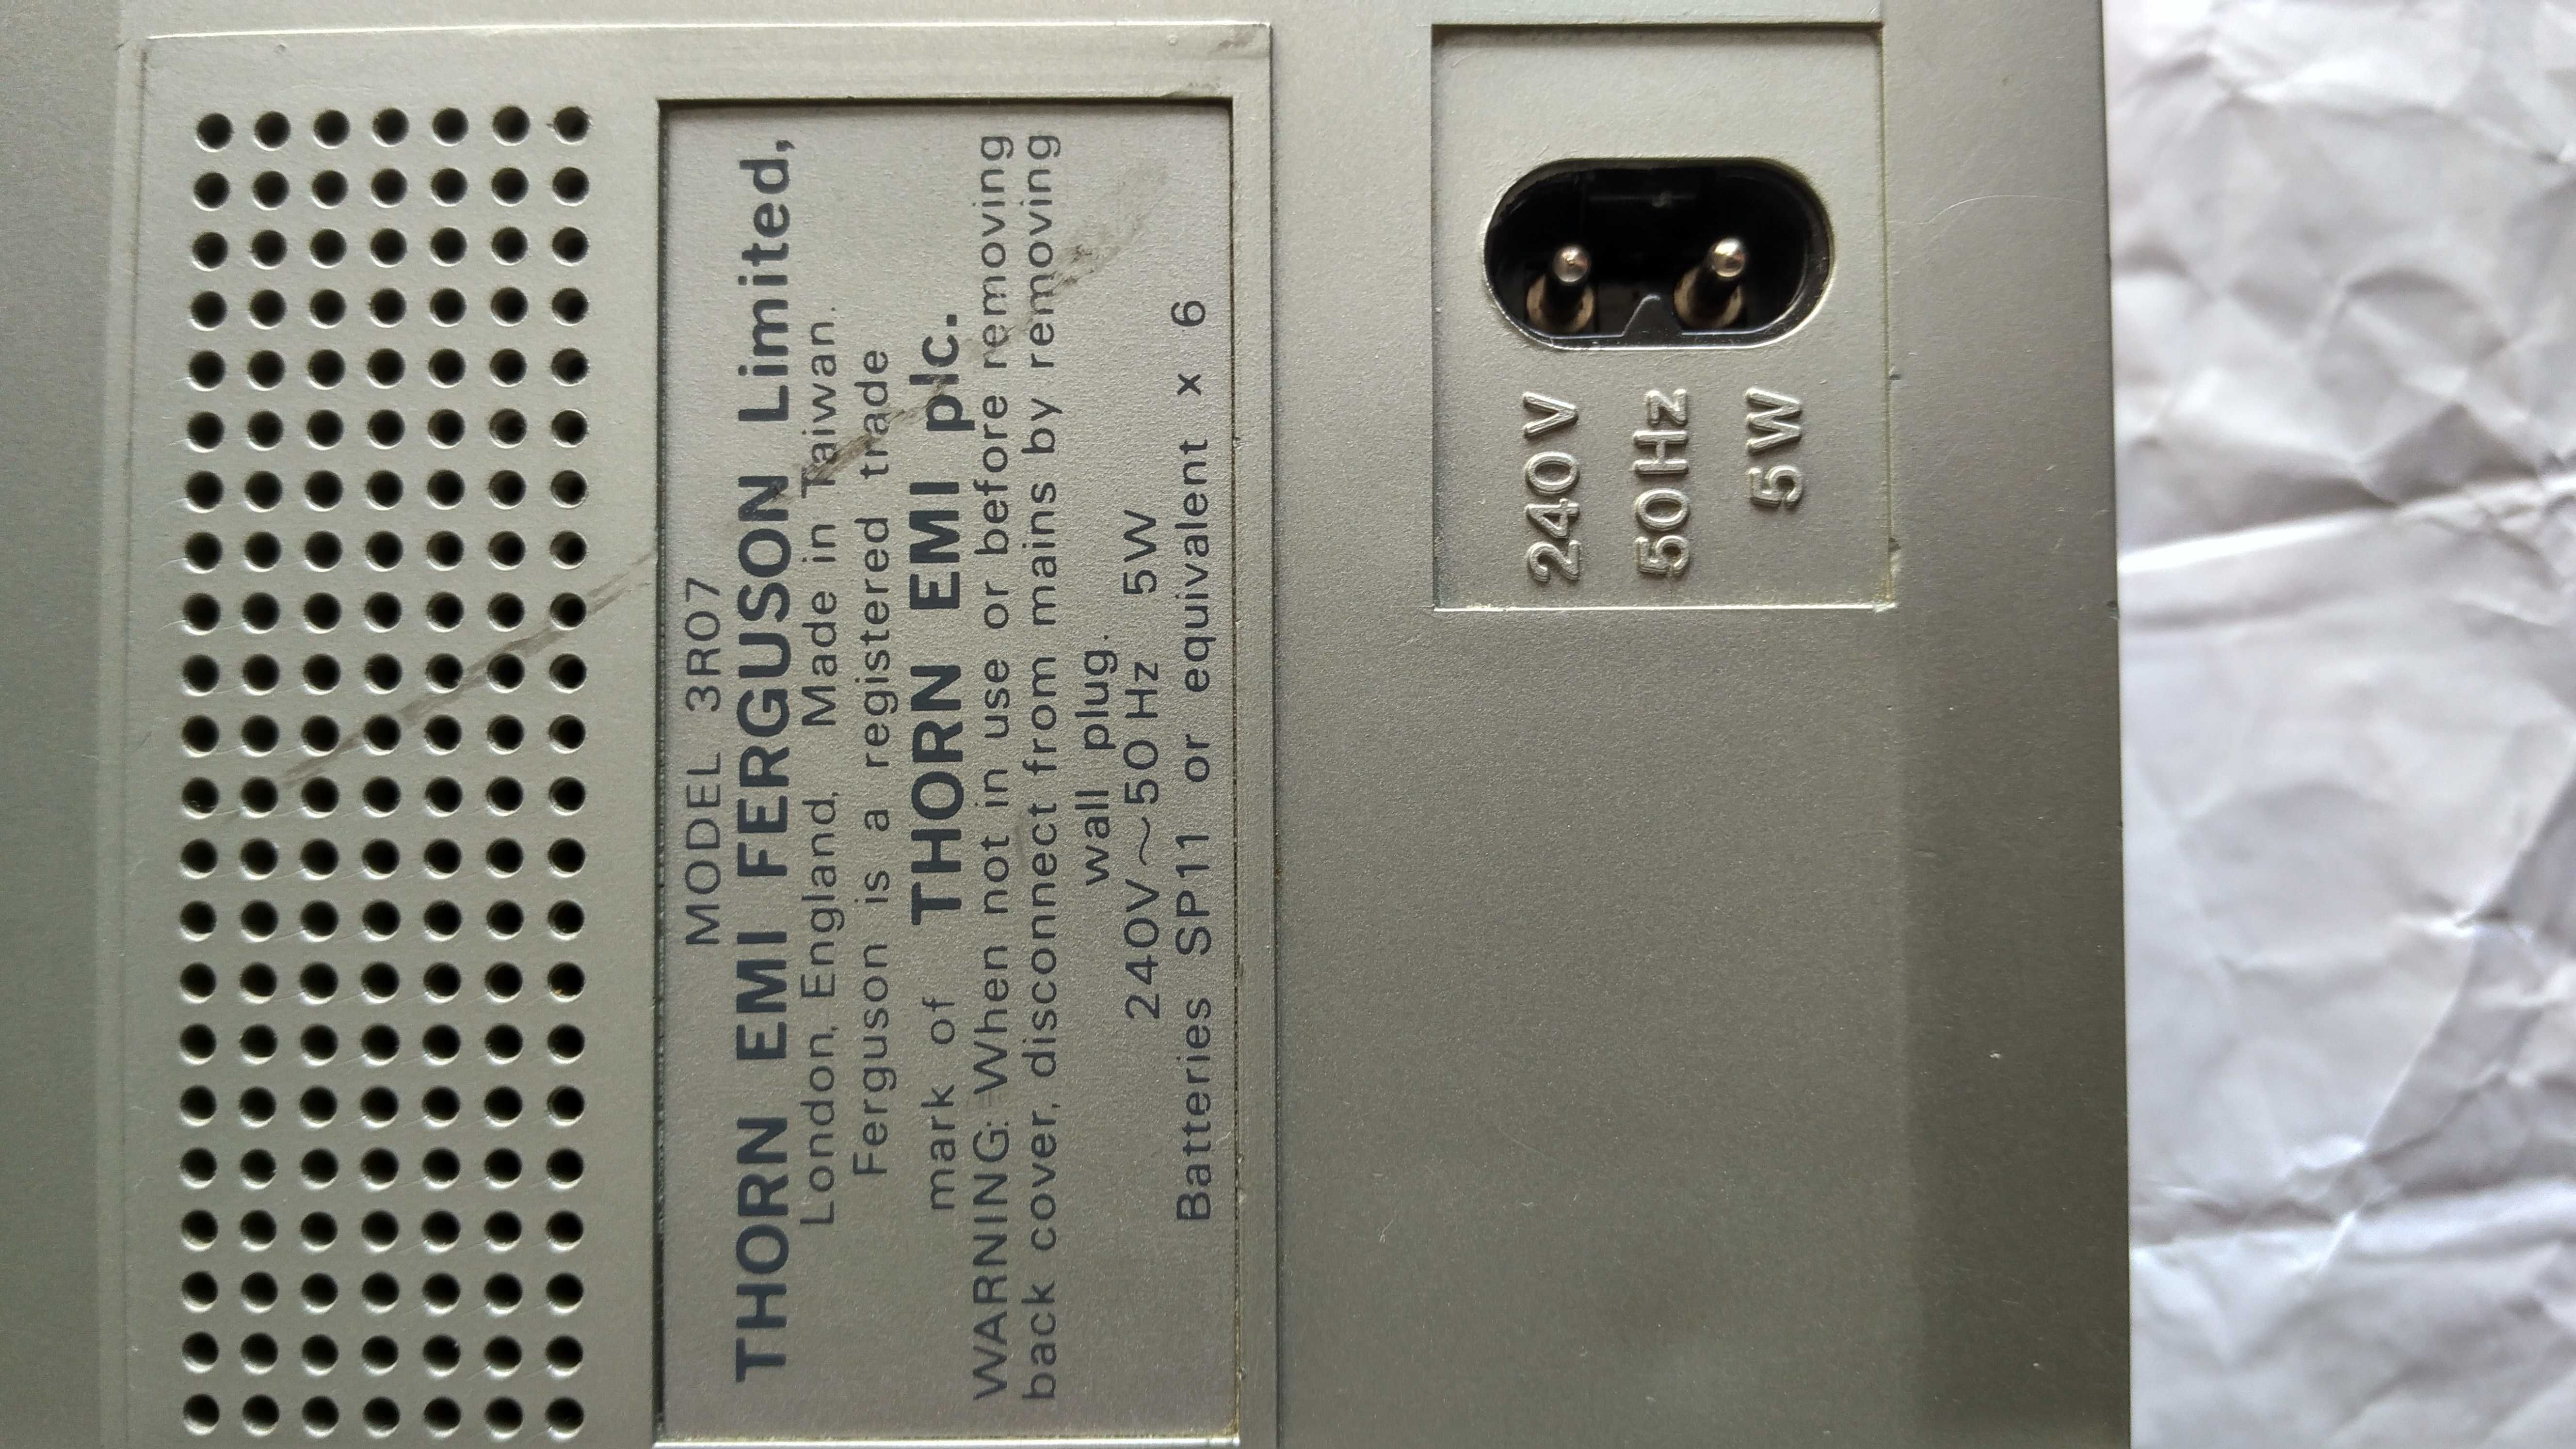 MODEL 3R07
THORN EMI FERGUSON Limited,
London, England, Made in Taiwan.
Ferguson is a registered trade
mark of THORN EMI plc.
WARNING: When not in use or before removing
back cover, disconnect from mains by removing
wall plug.
240V~50Hz 5W
Batteries SP11 or equivalent x 6
240V
50Hz
5W